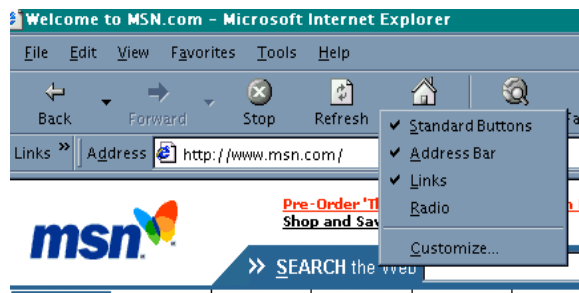 Welcome to MSN.com – Microsoft Internet Explorer
File Edit View Favorites Tools Help
Back Forward Stop Refresh
Standard Buttons
Links » Address http://www.msn.com/
Address Bar
Links
Radio
Pre-Order
Shop and
msn
Customize...
» SEARCH the Web